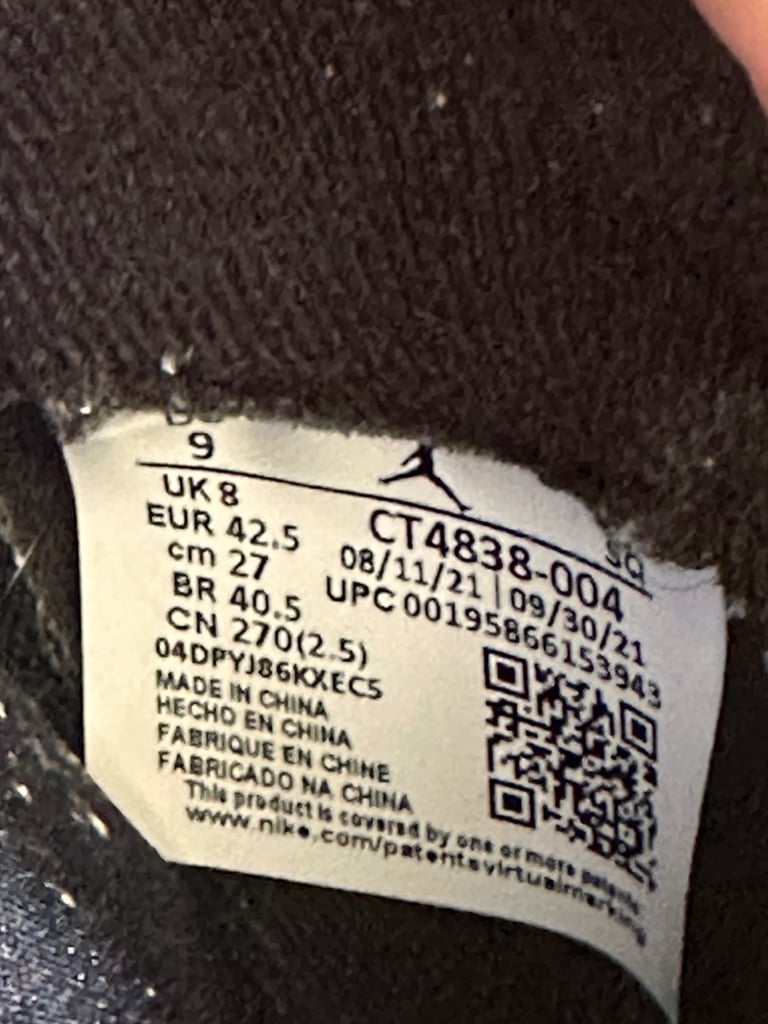 9
UK 8
EUR 42.5
cm 27
BR 40.5
CN 270(2.5)
04DPYJ86KXEC5
MADE IN CHINA
HECHO EN CHINA
FABRIQUE EN CHINE
FABRICADO NA CHINA
SQ
CT4838-004
08/11/21 | 09/30/21
UPC 00195866153943
This product is covered by one or more patents
www.nike.com/patentsvirtualmarking